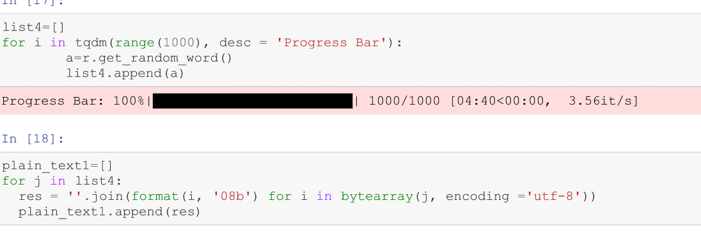 In [17]:
list4=[]
for i in tqdm(range(1000), desc = 'Progress Bar'):
        a=r.get_random_word()
        list4.append(a)
Progress Bar: 100%|██████████| 1000/1000 [04:40<00:00,  3.56it/s]
In [18]:
plain_text1=[]
for j in list4:
  res = ''.join(format(i, '08b') for i in bytearray(j, encoding ='utf-8'))
  plain_text1.append(res)